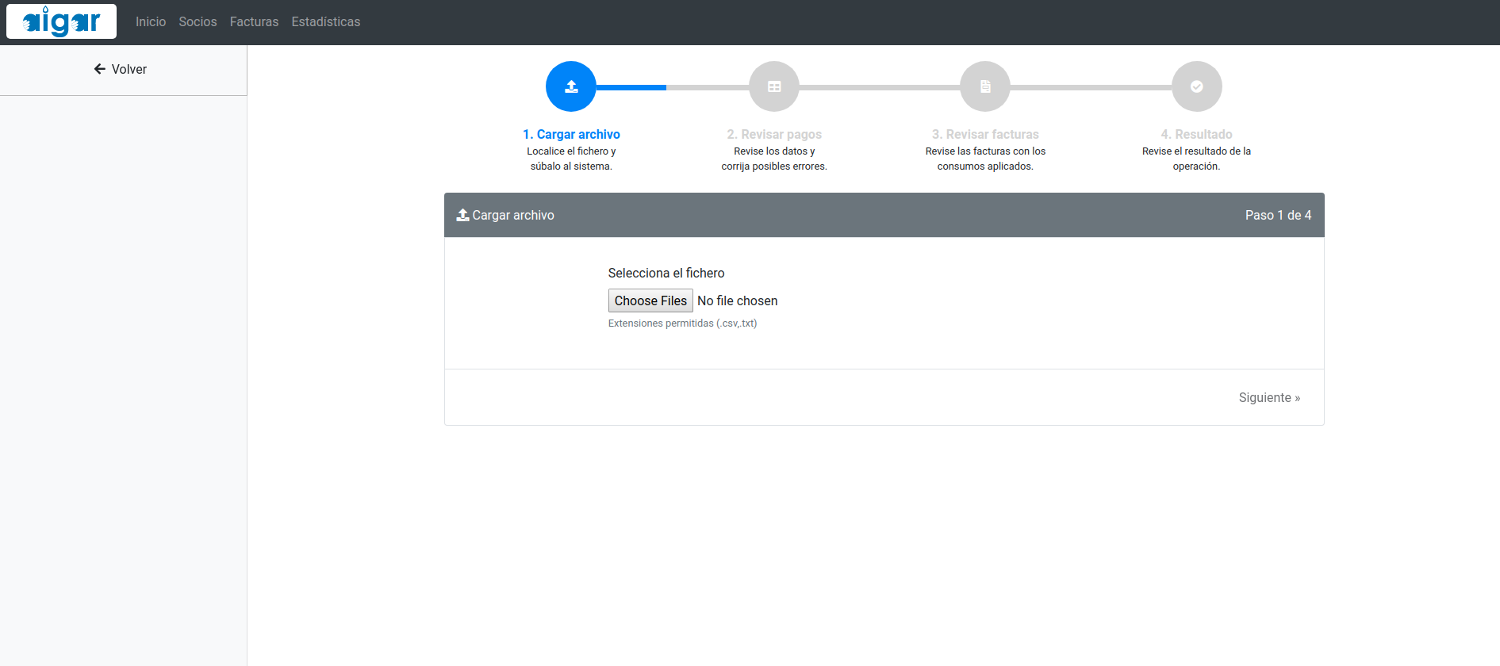 aigar Inicio Socios Facturas Estadísticas
Volver
1. Cargar archivo
Localice el fichero y
súbalo al sistema.
2. Revisar pagos
Revise los datos y
corrija posibles errores.
3. Revisar facturas
Revise las facturas con los
consumos aplicados.
4. Resultado
Revise el resultado de la
operación.
Cargar archivo Paso 1 de 4
Selecciona el fichero
Choose Files No file chosen
Extensiones permitidas (.csv,.txt)
Siguiente »